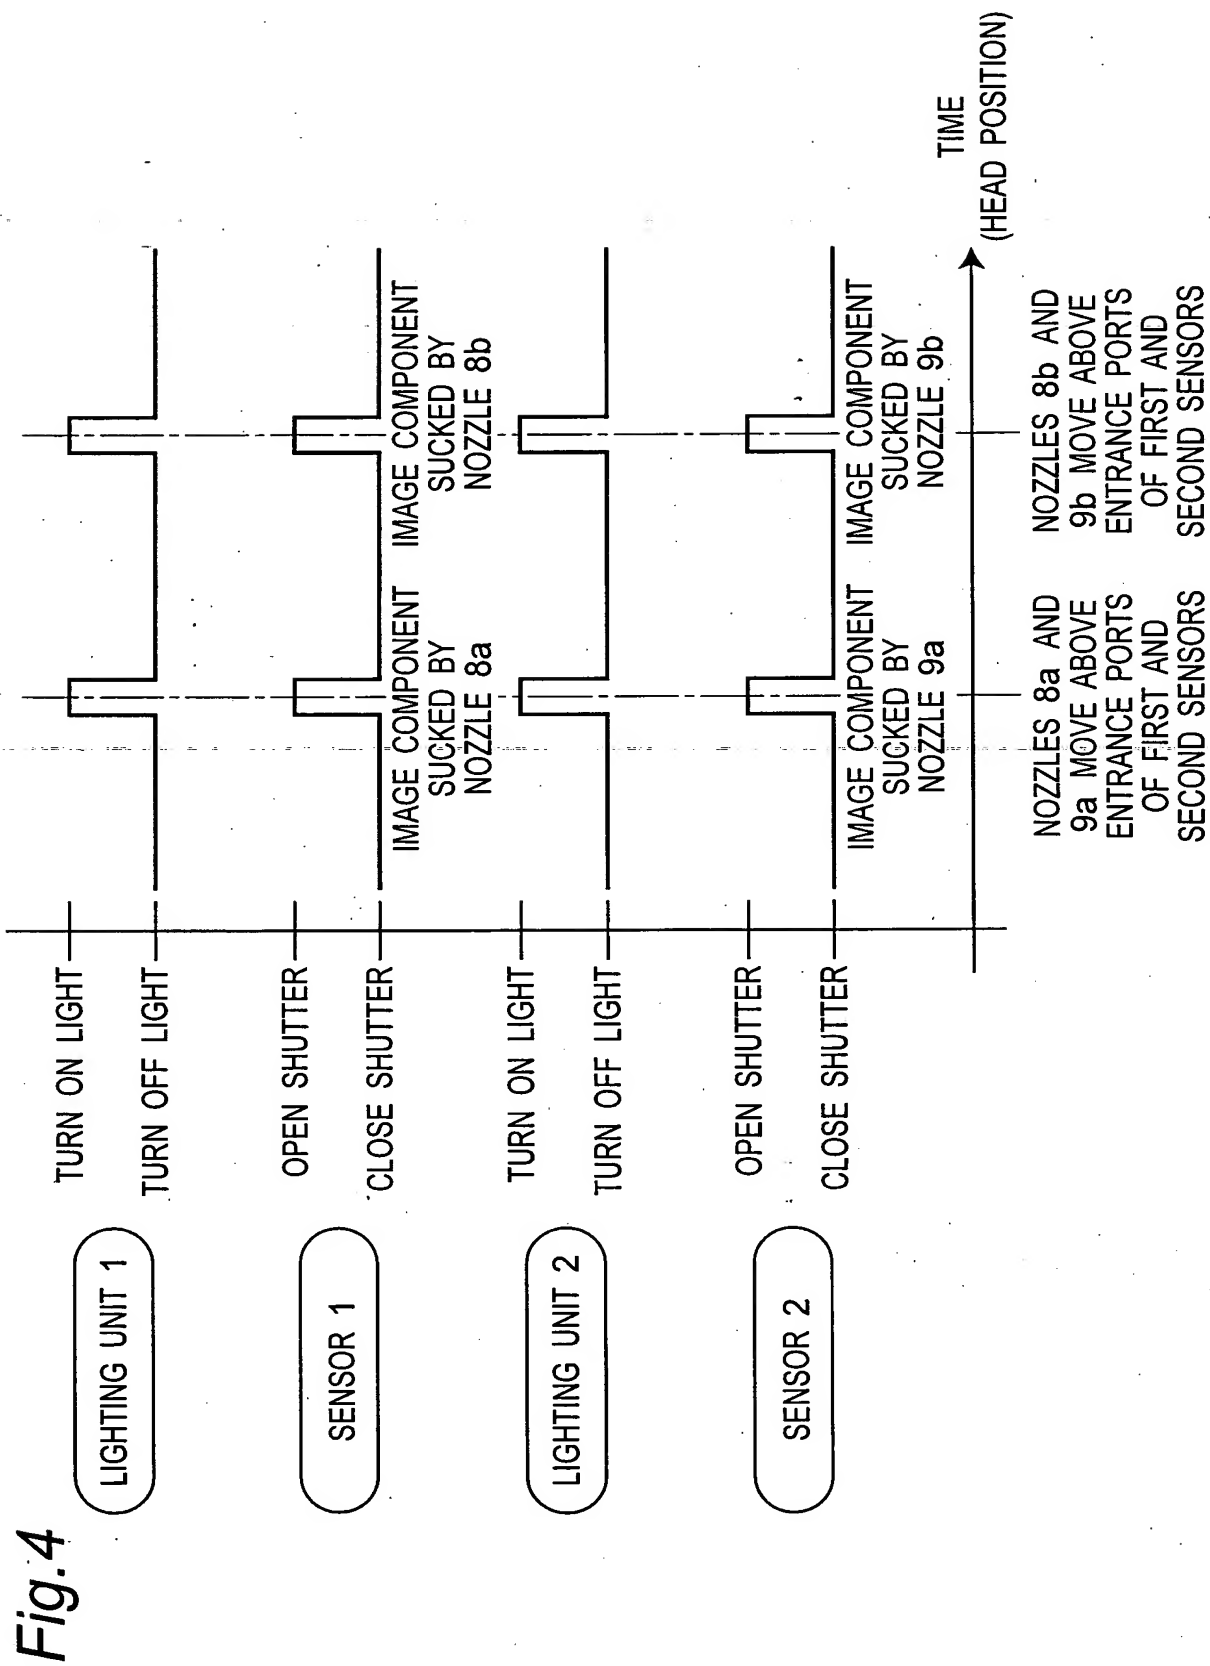 Fig.4
LIGHTING UNIT 1
TURN ON LIGHT
TURN OFF LIGHT
SENSOR 1
OPEN SHUTTER
CLOSE SHUTTER
IMAGE COMPONENT
SUCKED BY
NOZZLE 8a
IMAGE COMPONENT
SUCKED BY
NOZZLE 8b
LIGHTING UNIT 2
TURN ON LIGHT
TURN OFF LIGHT
SENSOR 2
OPEN SHUTTER
CLOSE SHUTTER
IMAGE COMPONENT
SUCKED BY
NOZZLE 9a
IMAGE COMPONENT
SUCKED BY
NOZZLE 9b
TIME
(HEAD POSITION)
NOZZLES 8a AND
9a MOVE ABOVE
ENTRANCE PORTS
OF FIRST AND
SECOND SENSORS
NOZZLES 8b AND
9b MOVE ABOVE
ENTRANCE PORTS
OF FIRST AND
SECOND SENSORS